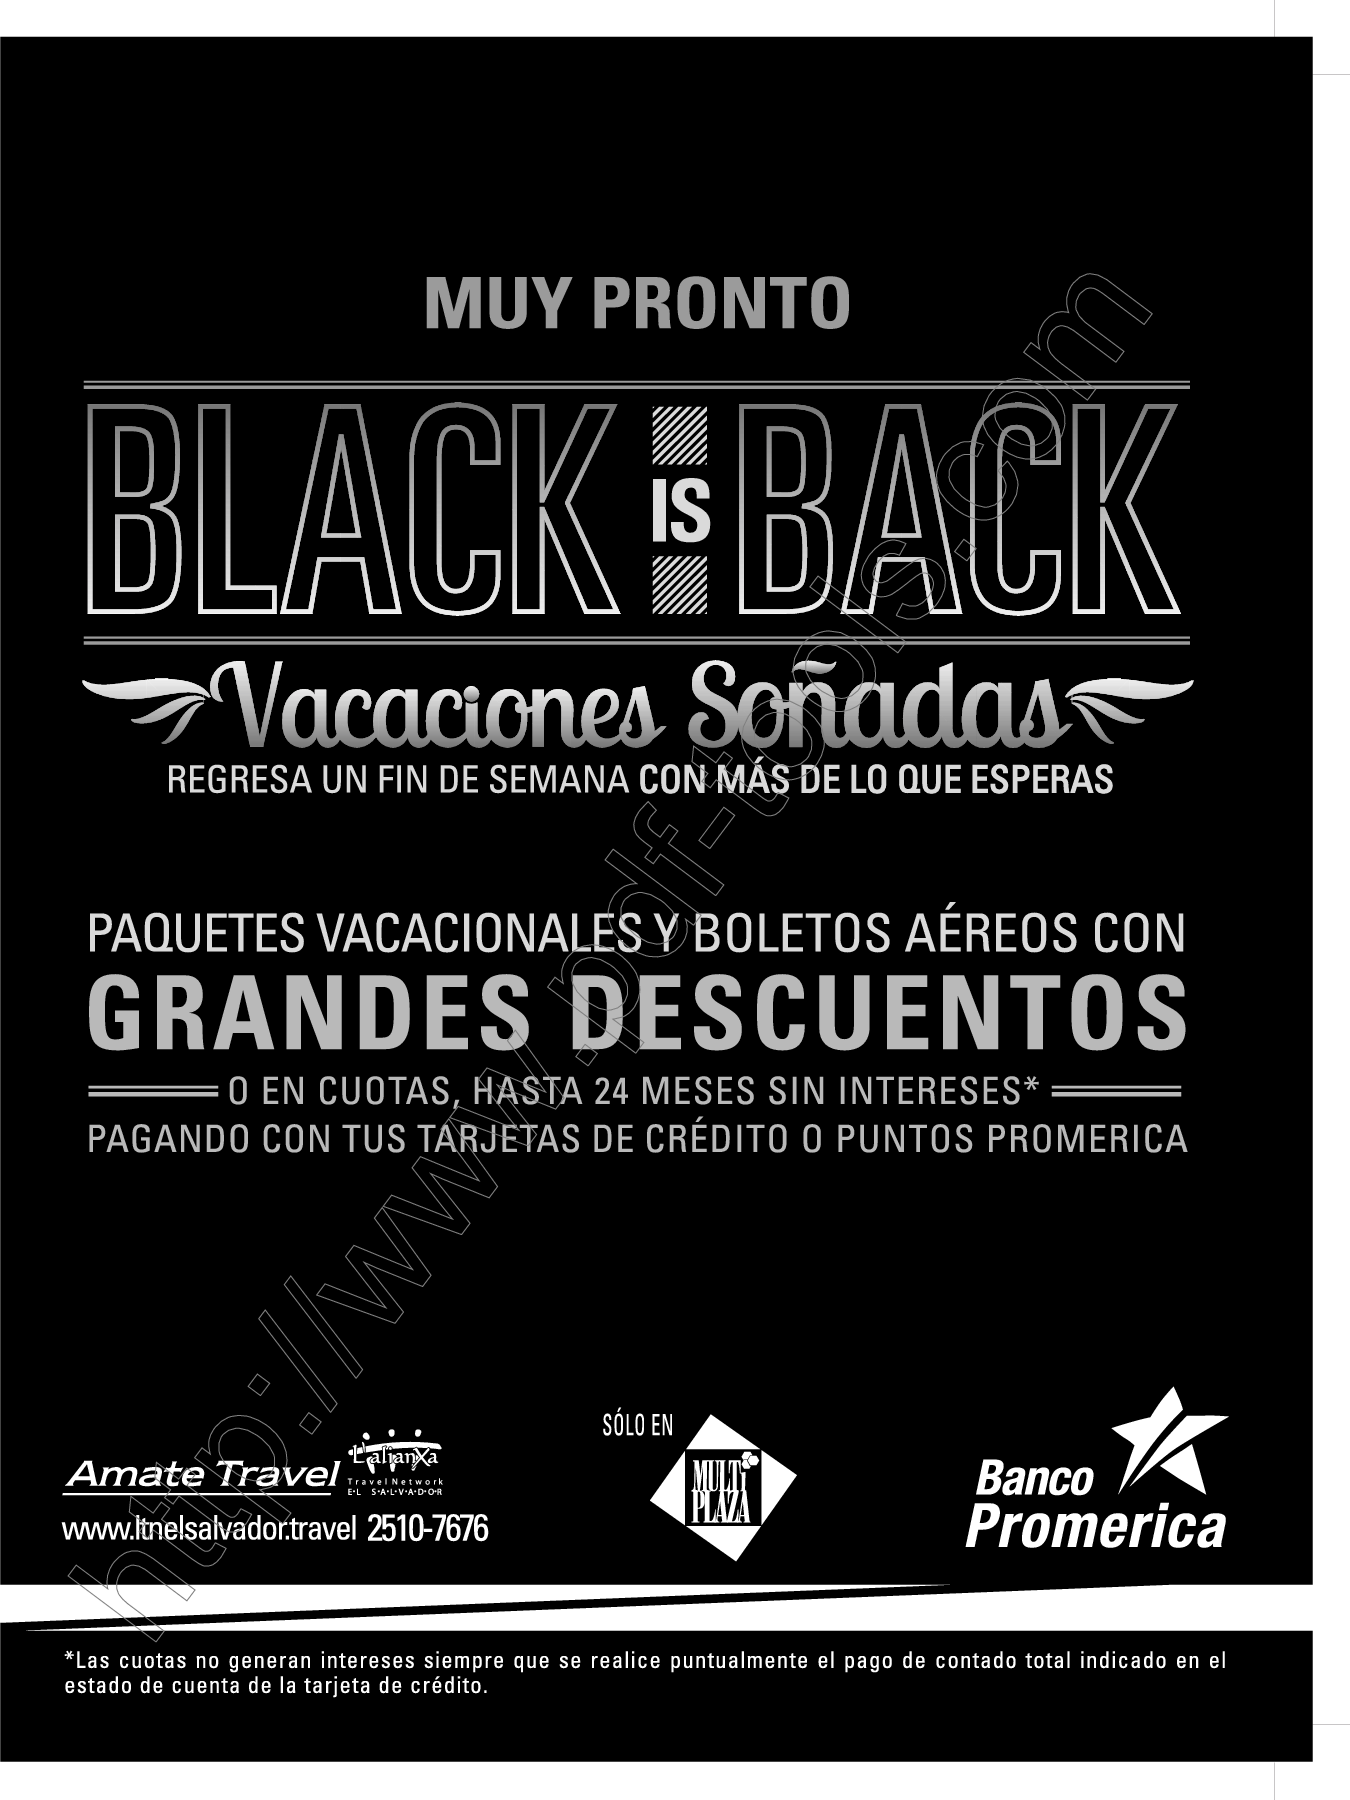 MUY PRONTO
BLACK IS BACK
Vacaciones Soñadas
REGRESA UN FIN DE SEMANA CON MÁS DE LO QUE ESPERAS
PAQUETES VACACIONALES Y BOLETOS AÉREOS CON
GRANDES DESCUENTOS
O EN CUOTAS, HASTA 24 MESES SIN INTERESES*
PAGANDO CON TUS TARJETAS DE CRÉDITO O PUNTOS PROMERICA
Amate Travel
L'alianXa
Travel Network
EL SALVADOR
www.ltnelsalvador.travel 2510-7676
SÓLO EN
MULTI
PLAZA
Banco
Promerica
*Las cuotas no generan intereses siempre que se realice puntualmente el pago de contado total indicado en el
estado de cuenta de la tarjeta de crédito.
http://www.pdf-tools.com